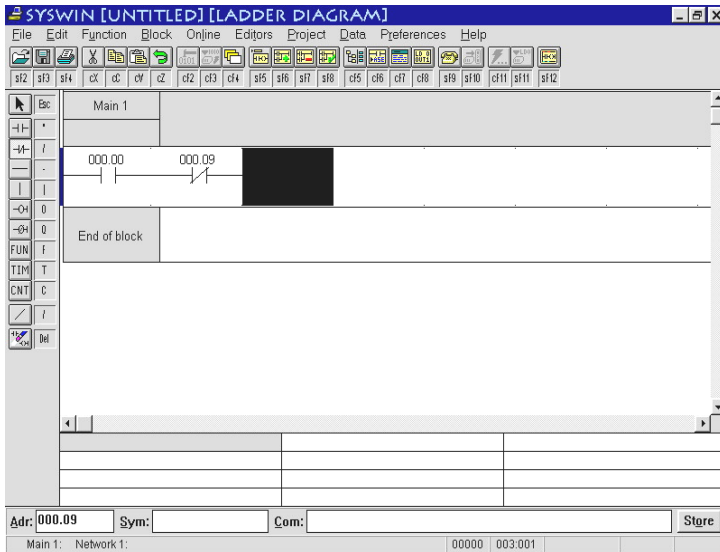 SYSWIN [UNTITLED] [LADDER DIAGRAM]
File Edit Function Block Online Editors Project Data Preferences Help
sf2 sf3 sf4 cX cC cV cZ cf2 cf3 cf4 sf5 sf6 sf7 sf8 cf5 cf6 cf7 cf8 sf9 sf10 cf11 sf11 sf12
Esc
Main 1
000.00 000.09
End of block
FUN F
TIM T
CNT C
Del
Adr: 000.09 Sym: Com: Store
Main 1: Network 1: 00000 003:001